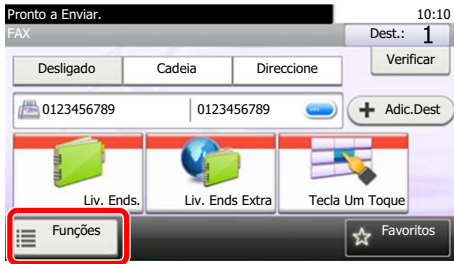 Pronto a Enviar. 10:10
FAX Dest.: 1
Desligado Cadeia Direccione Verificar
0123456789 0123456789 + Adic.Dest
Liv. Ends. Liv. Ends Extra Tecla Um Toque
Funções Favoritos